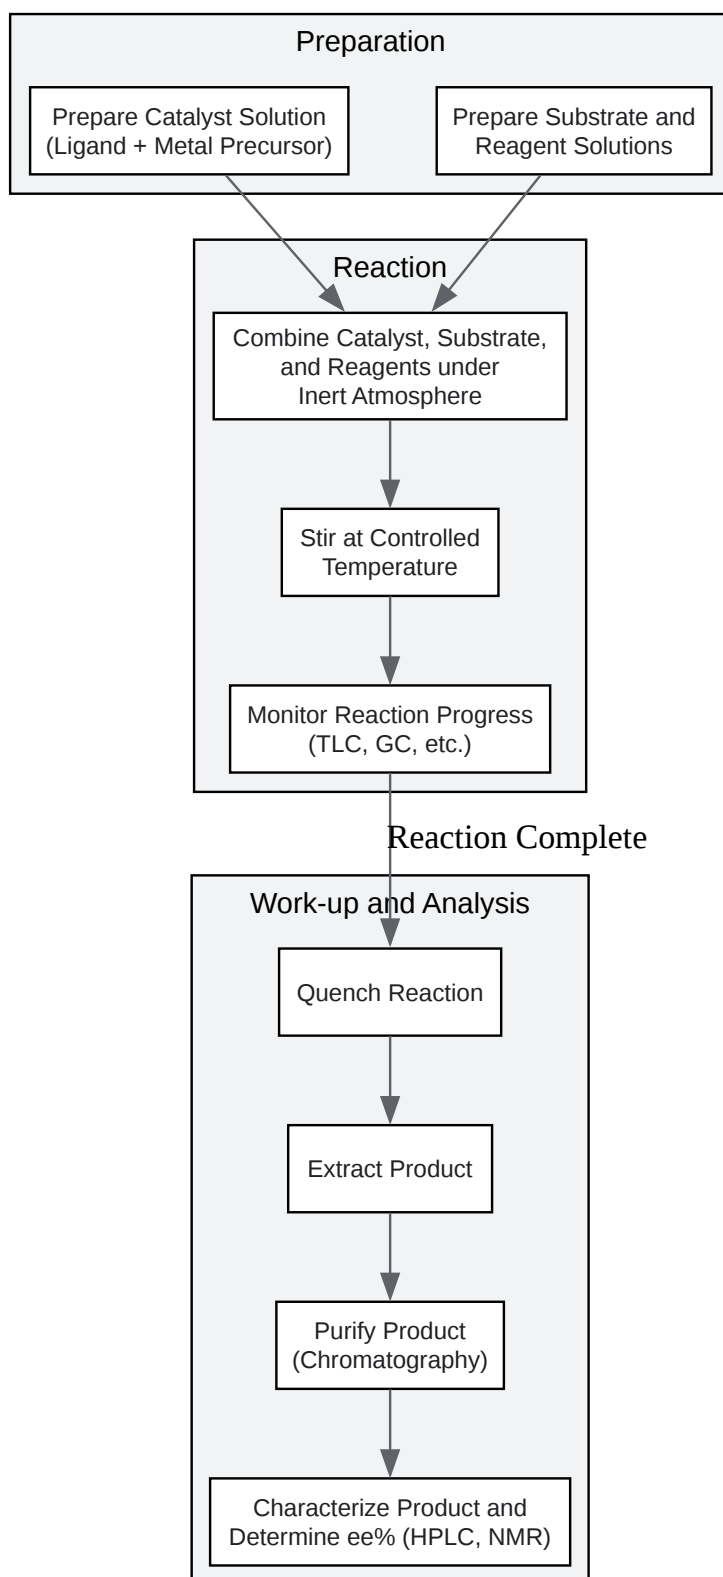 Preparation
Prepare Catalyst Solution
(Ligand + Metal Precursor)
Prepare Substrate and
Reagent Solutions
Reaction
Combine Catalyst, Substrate,
and Reagents under
Inert Atmosphere
Stir at Controlled
Temperature
Monitor Reaction Progress
(TLC, GC, etc.)
Reaction Complete
Work-up and Analysis
Quench Reaction
Extract Product
Purify Product
(Chromatography)
Characterize Product and
Determine ee% (HPLC, NMR)